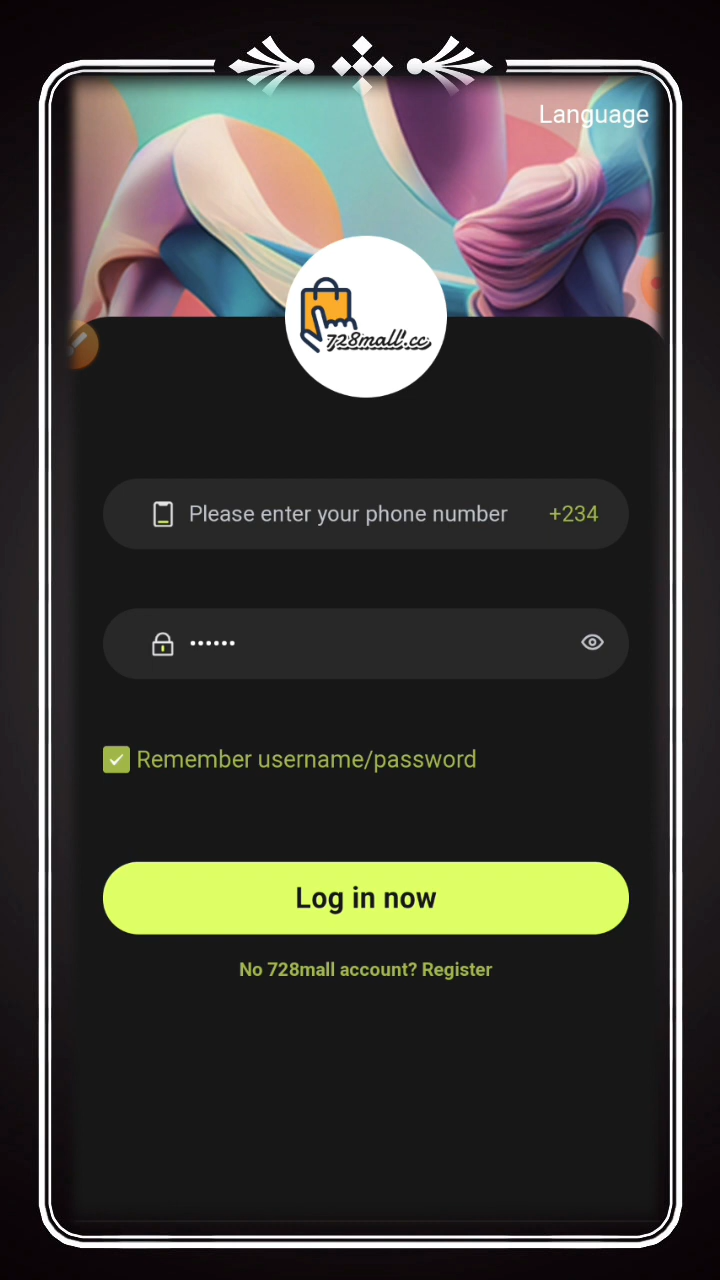 Language
728mall.cc
Please enter your phone number +234
••••••
Remember username/password
Log in now
No 728mall account? Register